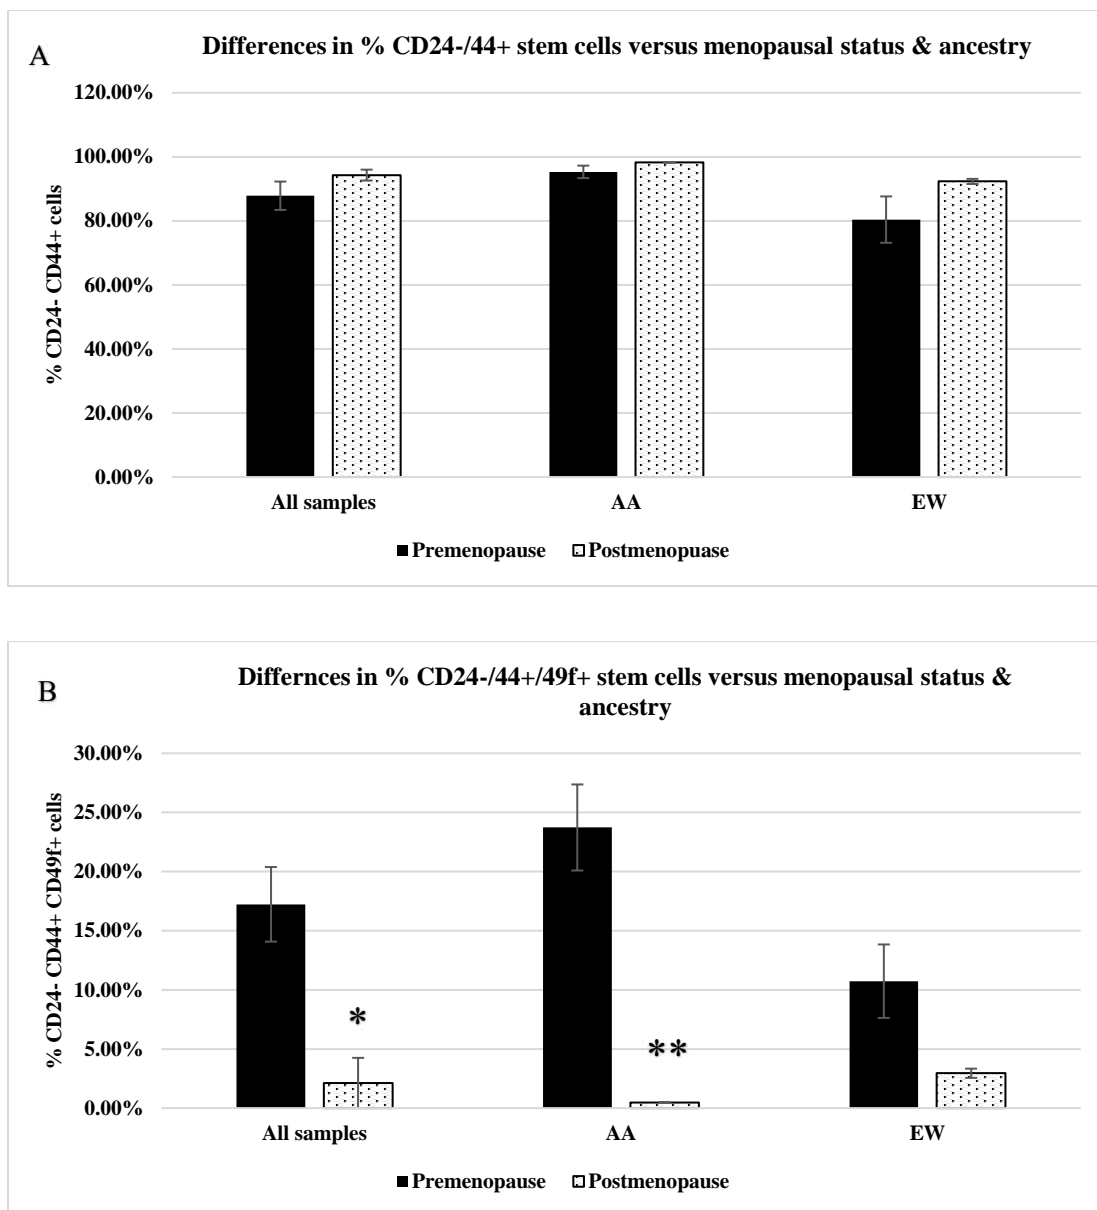 A
Differences in % CD24-/44+ stem cells versus menopausal status & ancestry
% CD24- CD44+ cells
120.00%
100.00%
80.00%
60.00%
40.00%
20.00%
0.00%
All samples AA EW
Premenopause Postmenopuase
B
Differnces in % CD24-/44+/49f+ stem cells versus menopausal status &
ancestry
% CD24- CD44+ CD49f+ cells
30.00%
25.00%
20.00%
15.00%
10.00%
5.00%
0.00%
*
**
All samples AA EW
Premenopause Postmenopause